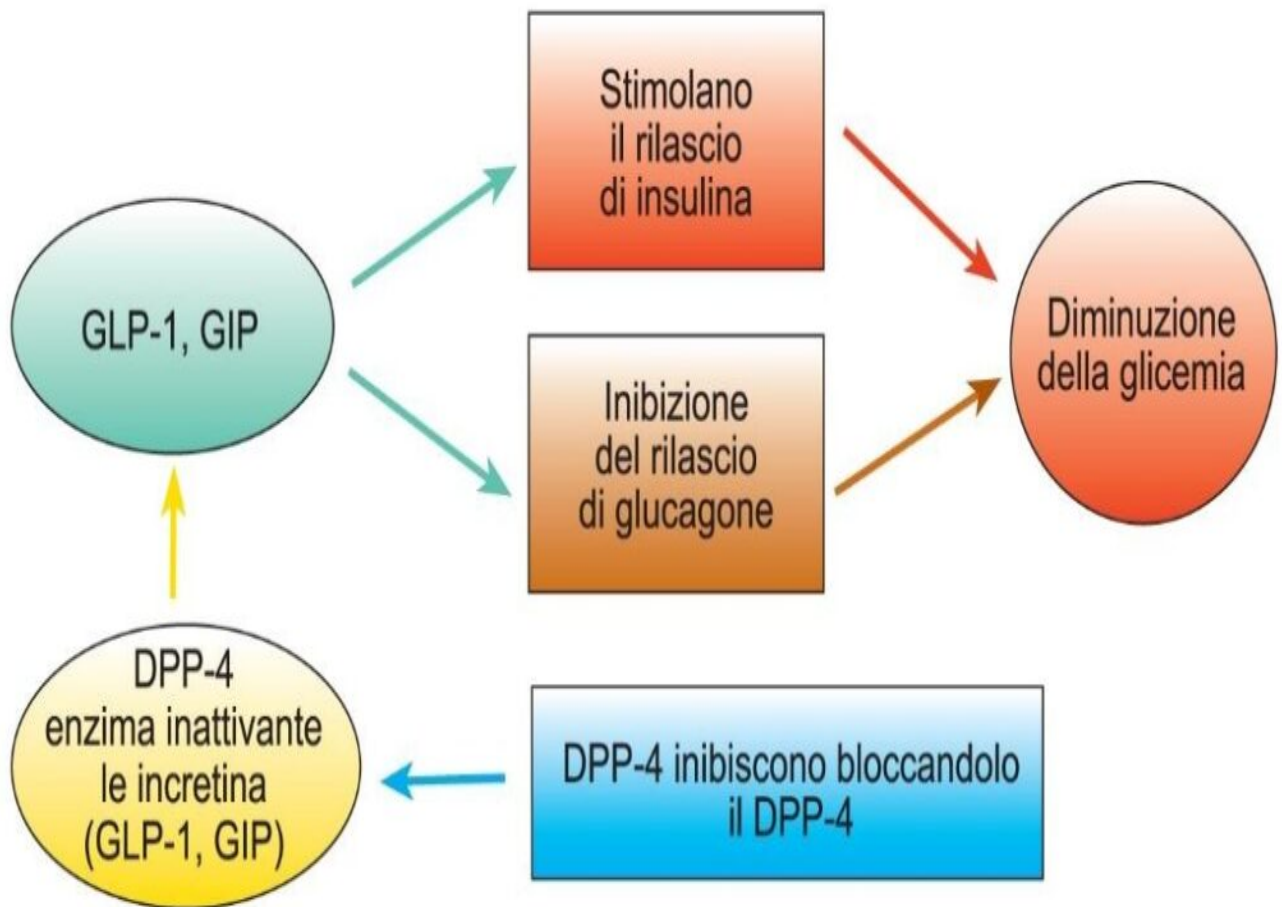 Stimolano
il rilascio
di insulina
GLP-1, GIP
Diminuzione
della glicemia
Inibizione
del rilascio
di glucagone
DPP-4
enzima inattivante
le incretina
(GLP-1, GIP)
DPP-4 inibiscono bloccandolo
il DPP-4